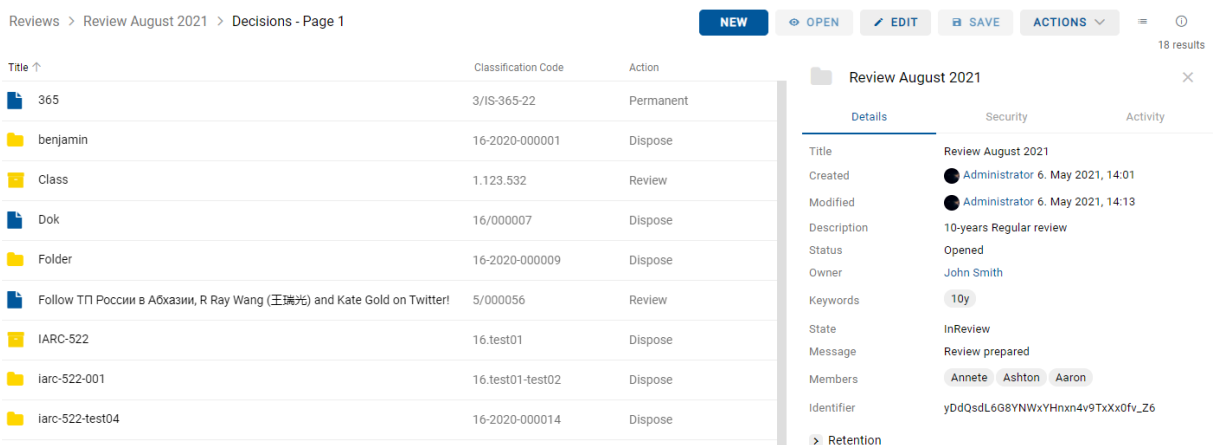 Reviews > Review August 2021 > Decisions - Page 1
NEW OPEN EDIT SAVE ACTIONS
18 results
Title ↑ Classification Code Action
365 3/IS-365-22 Permanent
benjamin 16-2020-000001 Dispose
Class 1.123.532 Review
Dok 16/000007 Dispose
Folder 16-2020-000009 Dispose
Follow ТП России в Абхазии, R Ray Wang (王瑞光) and Kate Gold on Twitter! 5/000056 Review
IARC-522 16.test01 Dispose
iarc-522-001 16.test01-test02 Dispose
iarc-522-test04 16-2020-000014 Dispose
Review August 2021
Details Security Activity
Title Review August 2021
Created Administrator 6. May 2021, 14:01
Modified Administrator 6. May 2021, 14:13
Description 10-years Regular review
Status Opened
Owner John Smith
Keywords 10y
State InReview
Message Review prepared
Members Annete Ashton Aaron
Identifier yDdQsdL6G8YNWxYHnxn4v9TxXx0fv_Z6
> Retention